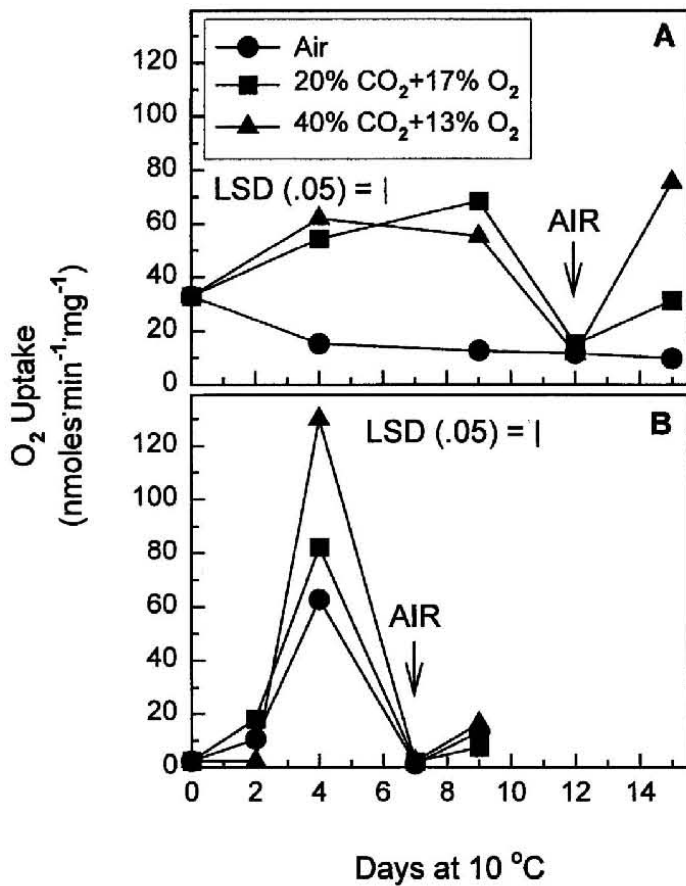 A
Air
20% CO₂+17% O₂
40% CO₂+13% O₂
LSD (.05) = |
AIR
120
100
80
60
40
20
0
B
LSD (.05) = |
AIR
120
100
80
60
40
20
0
0 2 4 6 8 10 12 14
O₂ Uptake
(nmoles·min⁻¹·mg⁻¹)
Days at 10 °C